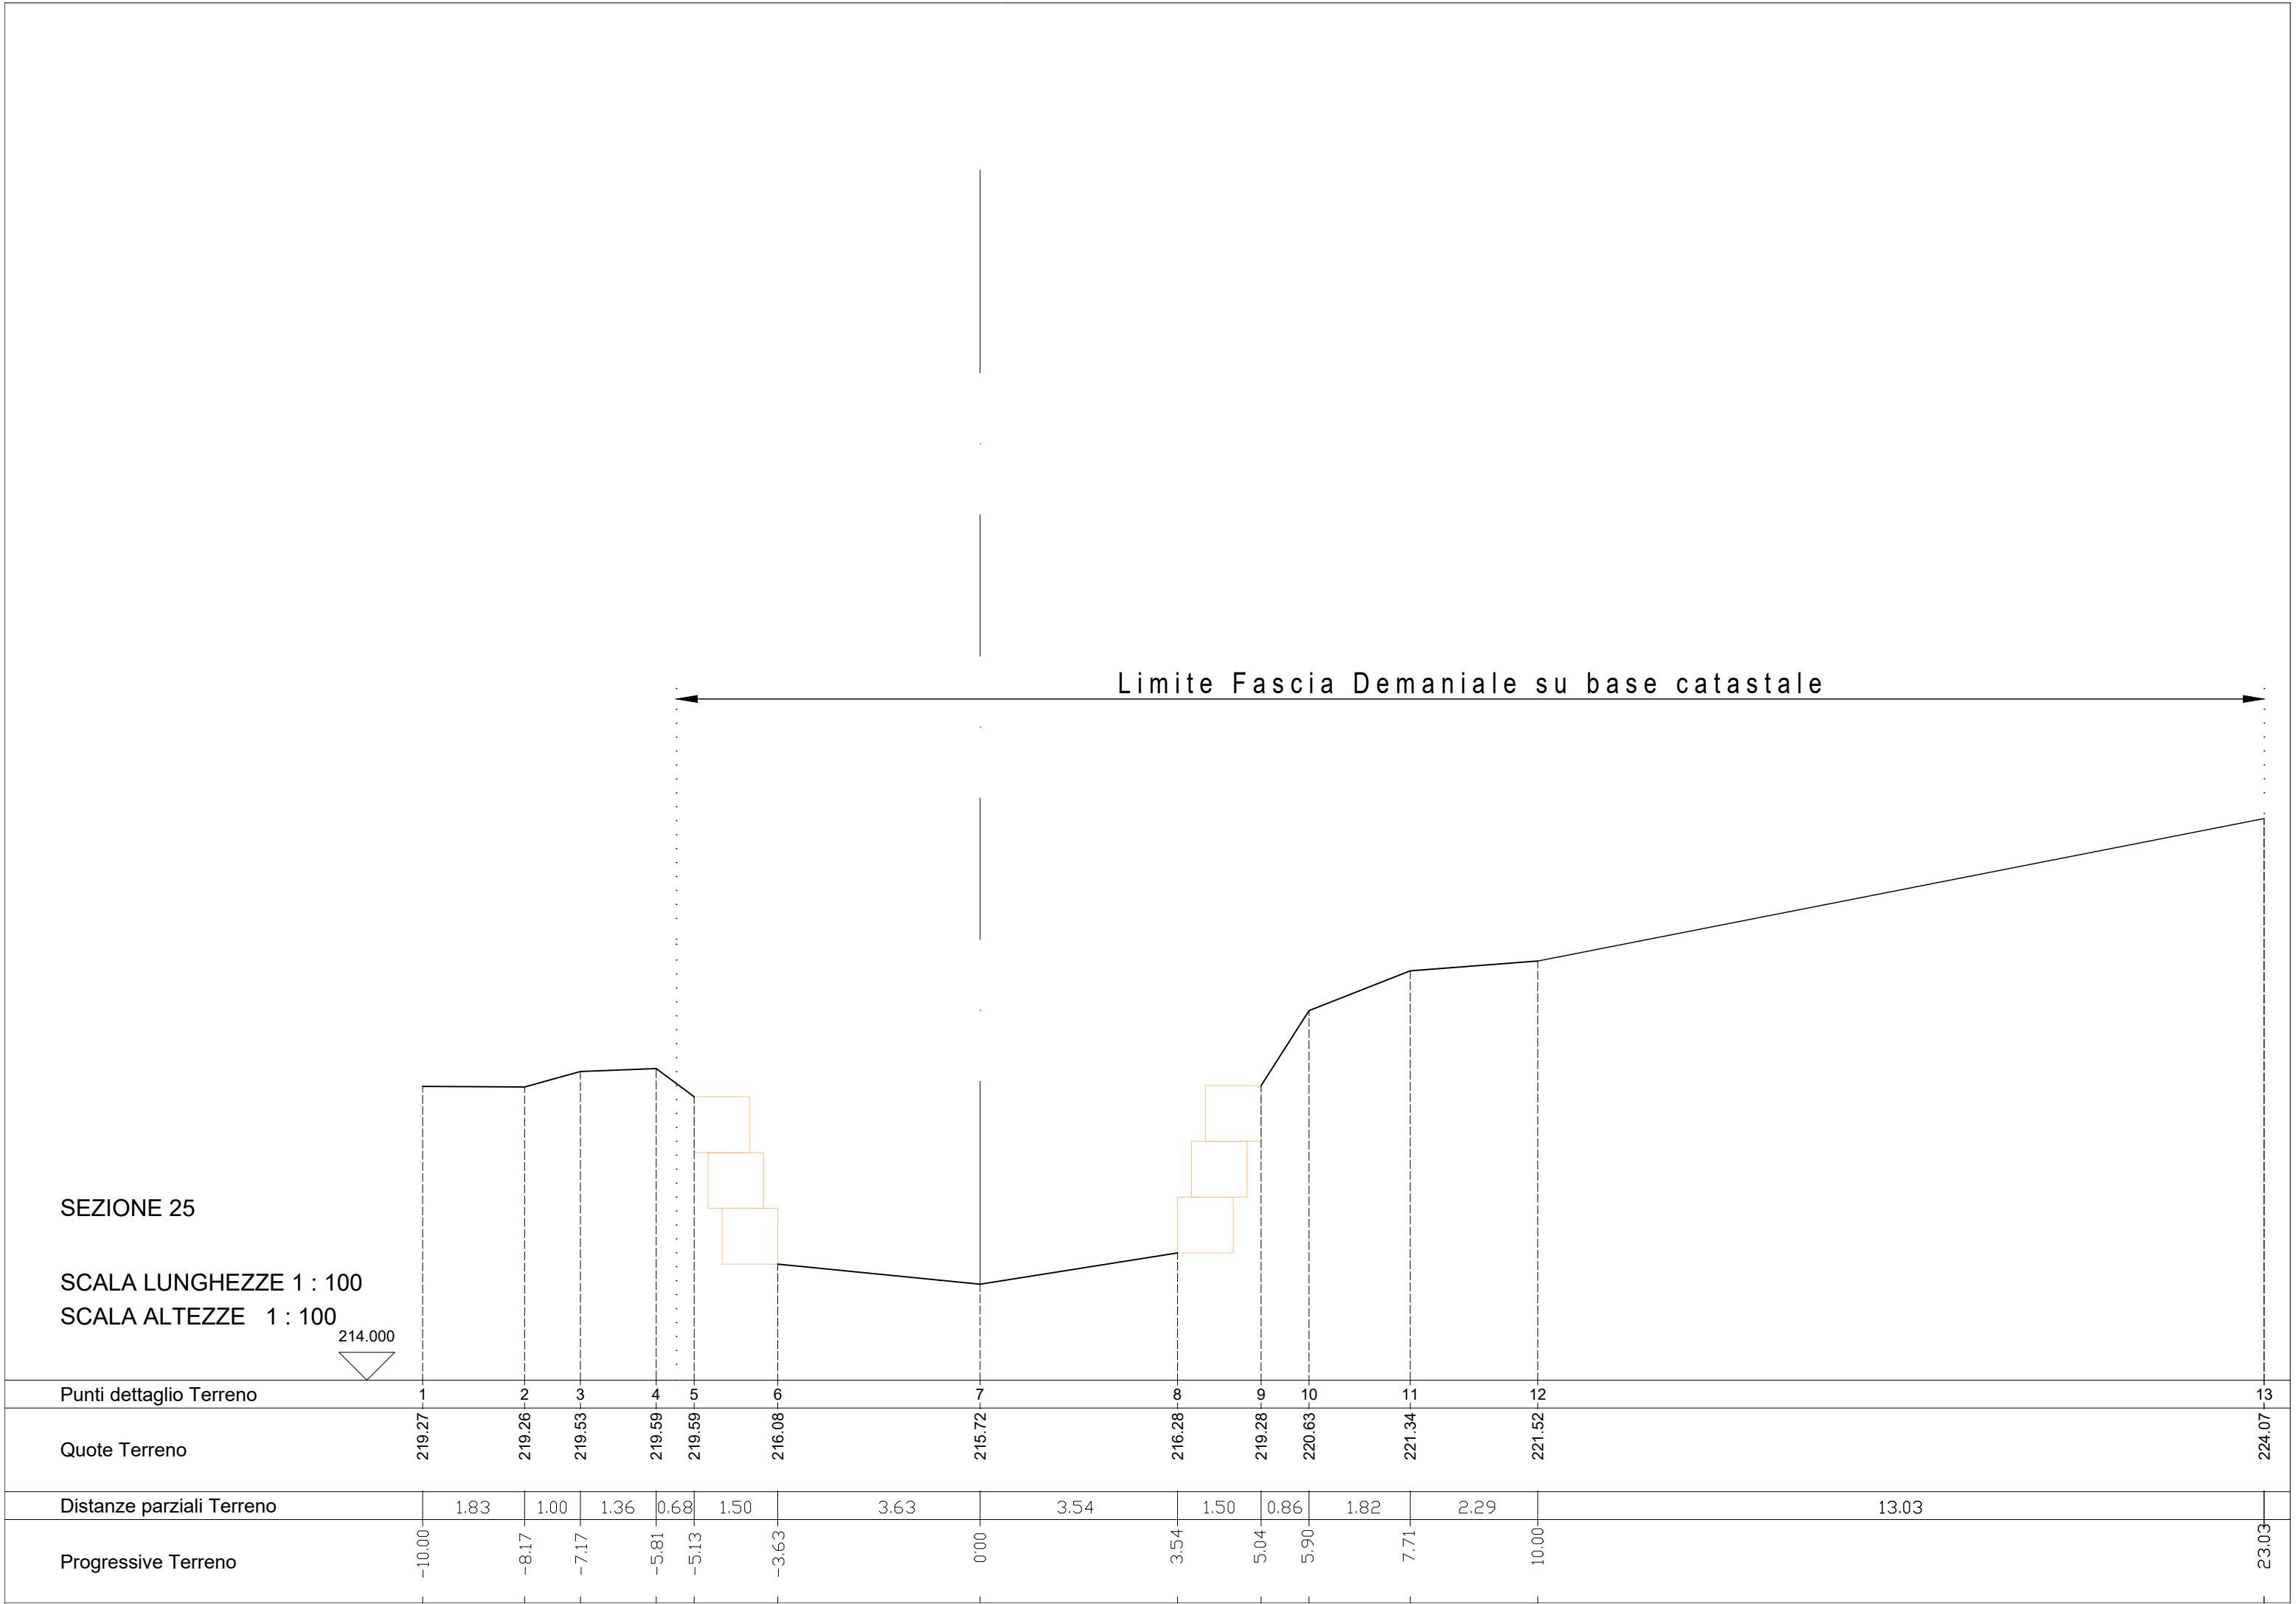 Limite Fascia Demaniale su base catastale
SEZIONE 25
SCALA LUNGHEZZE 1 : 100
SCALA ALTEZZE 1 : 100
214.000
Punti dettaglio Terreno 1 2 3 4 5 6 7 8 9 10 11 12 13
Quote Terreno 219.27 219.26 219.53 219.59 219.59 216.08 215.72 216.28 219.28 220.63 221.34 221.52 224.07
Distanze parziali Terreno 1.83 1.00 1.36 0.68 1.50 3.63 3.54 1.50 0.86 1.82 2.29 13.03
Progressive Terreno -10.00 -8.17 -7.17 -5.81 -5.13 -3.63 0'00 3.54 5.04 5.90 7.71 10.00 23.03